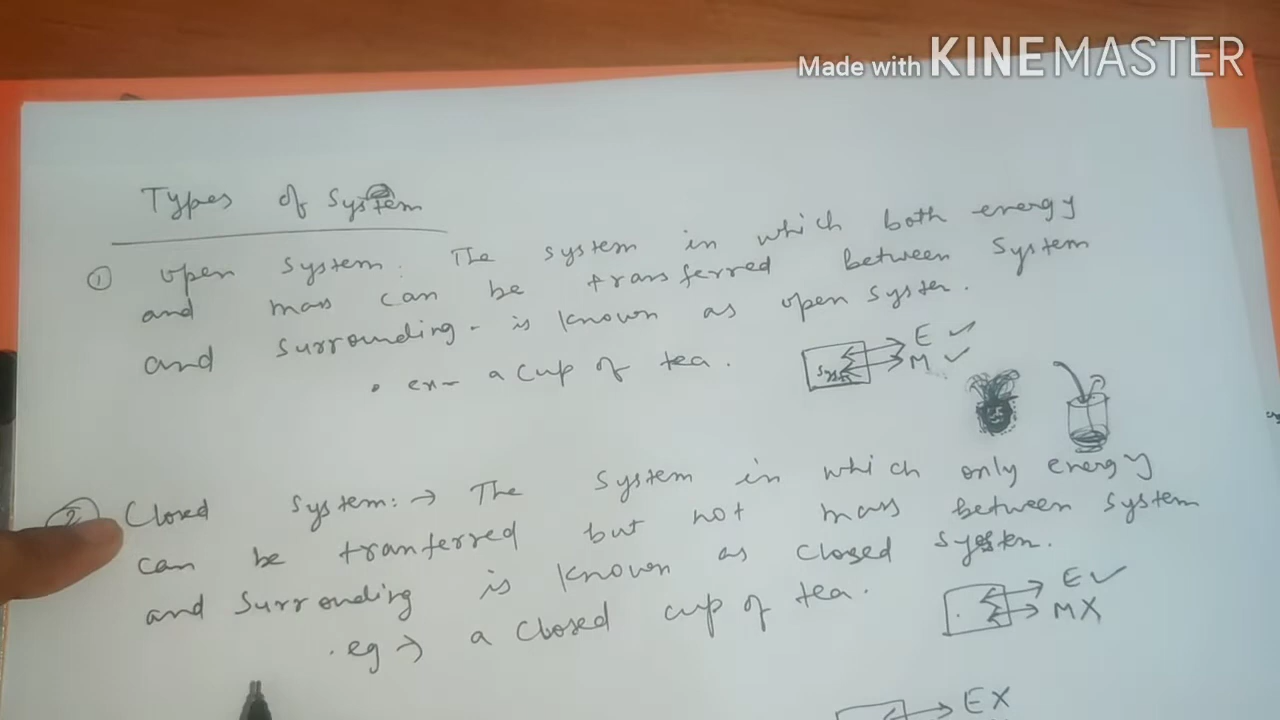 Made with KINEMASTER
Types of System
① open system: The system in which both energy
and mass can be transferred between system
and surrounding - is known as open system.
• ex- a cup of tea.
E ✓
M ✓
② Closed system:→ The system in which only energy
can be tranferred but not mass between system
and surrounding is known as closed system.
. eg → a closed cup of tea.
E ✓
M X
E X